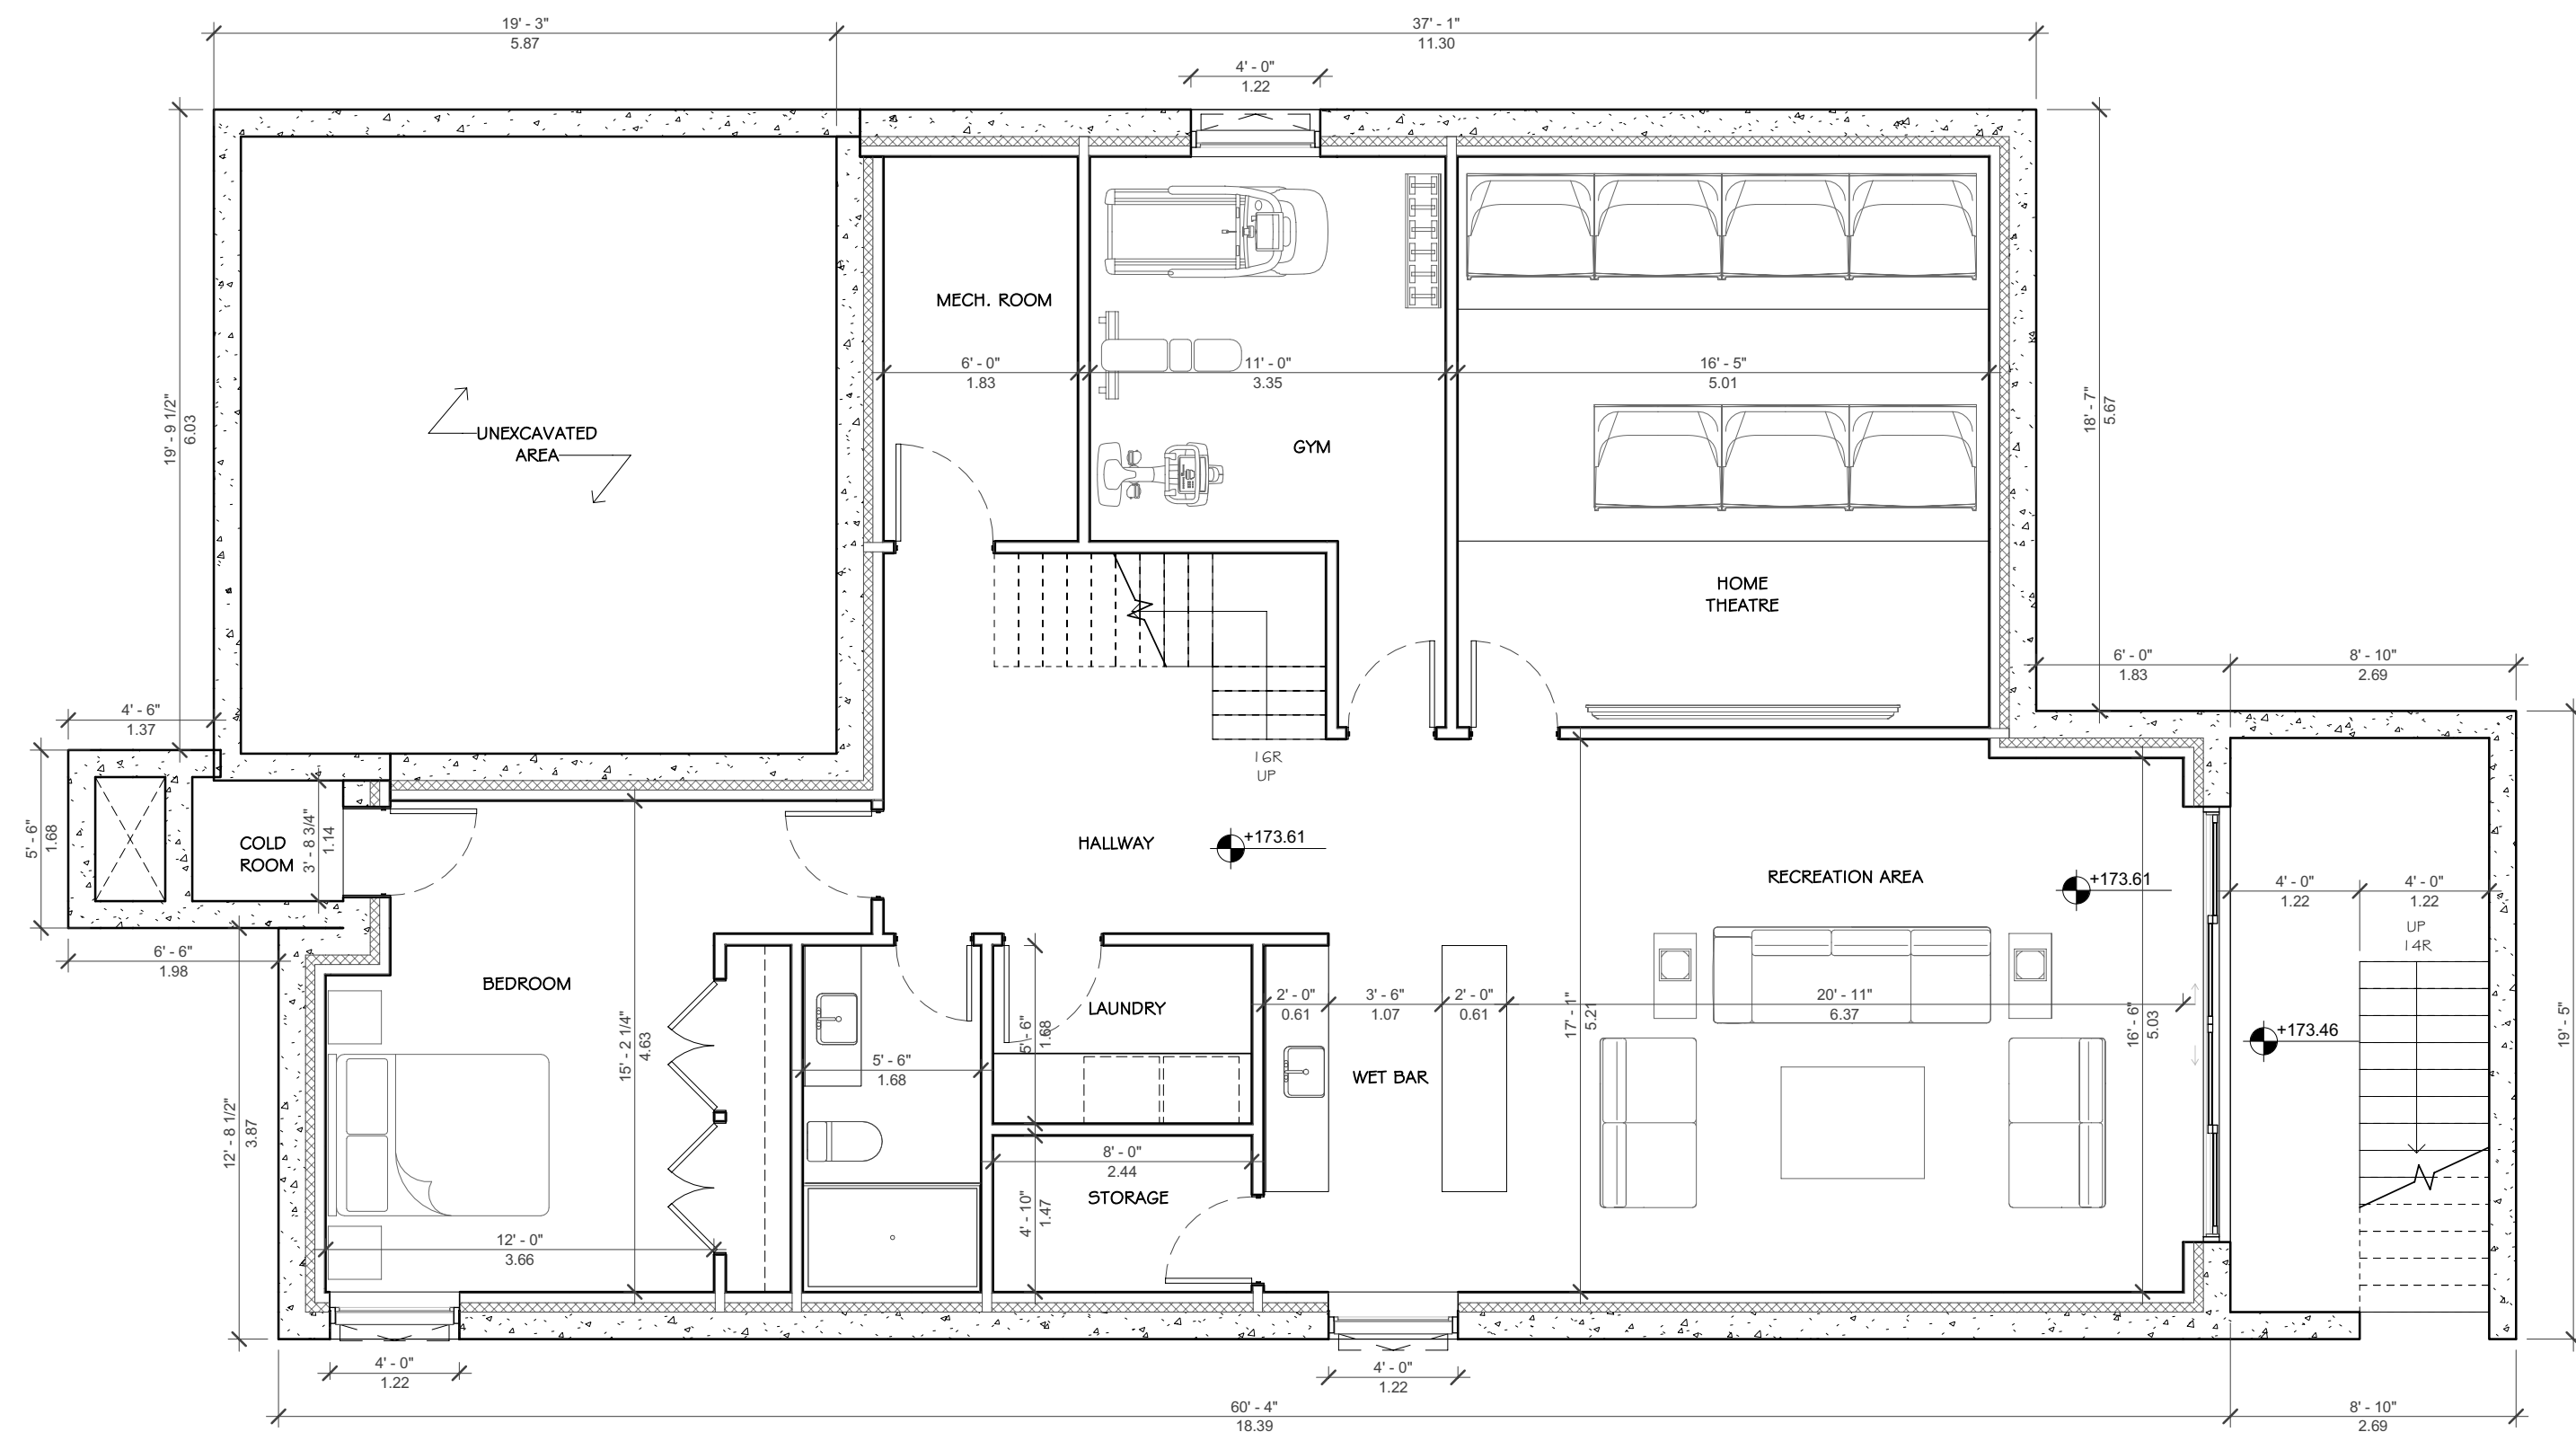 19' - 3"
5.87
37' - 1"
11.30
4' - 0"
1.22
MECH. ROOM
6' - 0"
1.83
11' - 0"
3.35
16' - 5"
5.01
19' - 9 1/2"
6.03
UNEXCAVATED
AREA
GYM
18' - 7"
5.67
HOME
THEATRE
6' - 0"
1.83
8' - 10"
2.69
4' - 6"
1.37
16R
UP
5' - 6"
1.68
COLD
ROOM
3' - 8 3/4"
1.14
HALLWAY
+173.61
RECREATION AREA
+173.61
4' - 0"
1.22
4' - 0"
1.22
UP
14R
6' - 6"
1.98
BEDROOM
LAUNDRY
5' - 6"
1.68
2' - 0"
0.61
3' - 6"
1.07
2' - 0"
0.61
17' - 1"
5.21
20' - 11"
6.37
16' - 6"
5.03
+173.46
19' - 5"
15' - 2 1/4"
4.63
5' - 6"
1.68
WET BAR
12' - 8 1/2"
3.87
8' - 0"
2.44
STORAGE
4' - 10"
1.47
12' - 0"
3.66
4' - 0"
1.22
4' - 0"
1.22
60' - 4"
18.39
8' - 10"
2.69